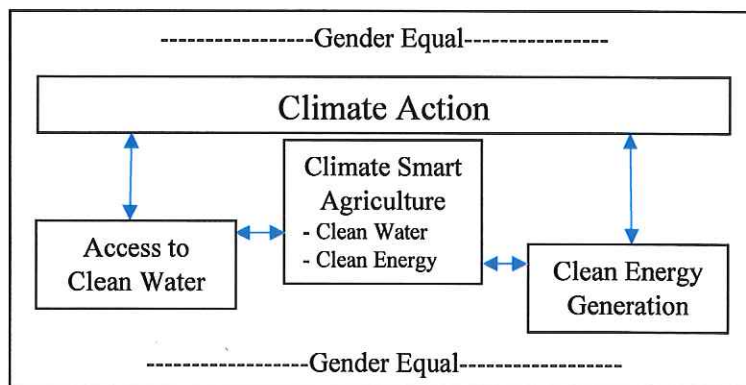 ------------------Gender Equal-----------------
Climate Action
Climate Smart
Agriculture
- Clean Water
- Clean Energy
Access to
Clean Water
Clean Energy
Generation
--------------------Gender Equal--------------------